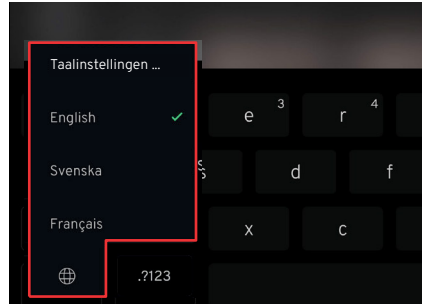 Taalinstellingen ...
English
e 3
r 4
Svenska
s
d
f
Français
x
c
.?123